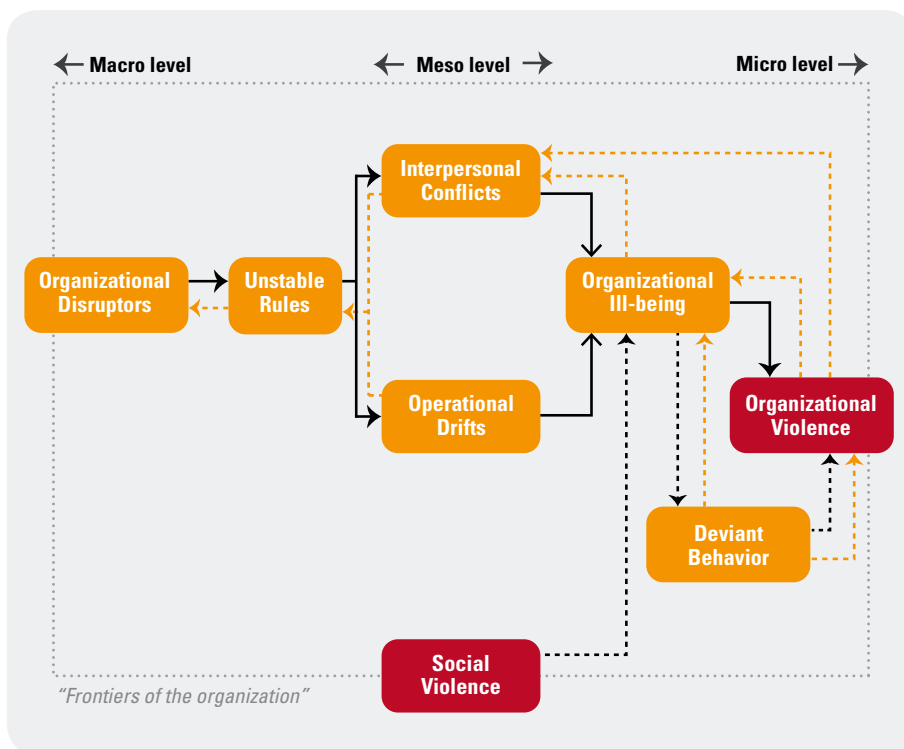 Macro level
Meso level
Micro level
Interpersonal
Conflicts
Organizational
Disruptors
Unstable
Rules
Organizational
Ill-being
Operational
Drifts
Organizational
Violence
Deviant
Behavior
Social
Violence
“Frontiers of the organization”